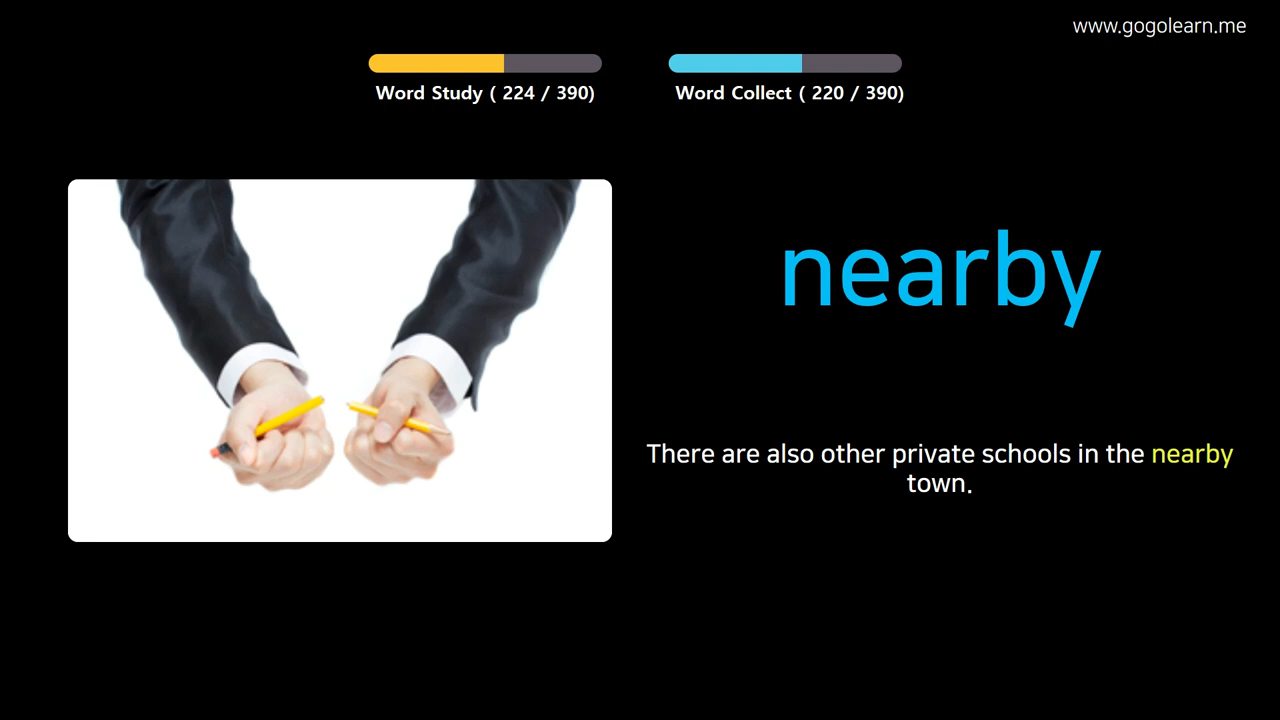 www.gogolearn.me
Word Study ( 224 / 390)
Word Collect ( 220 / 390)
nearby
There are also other private schools in the nearby
town.